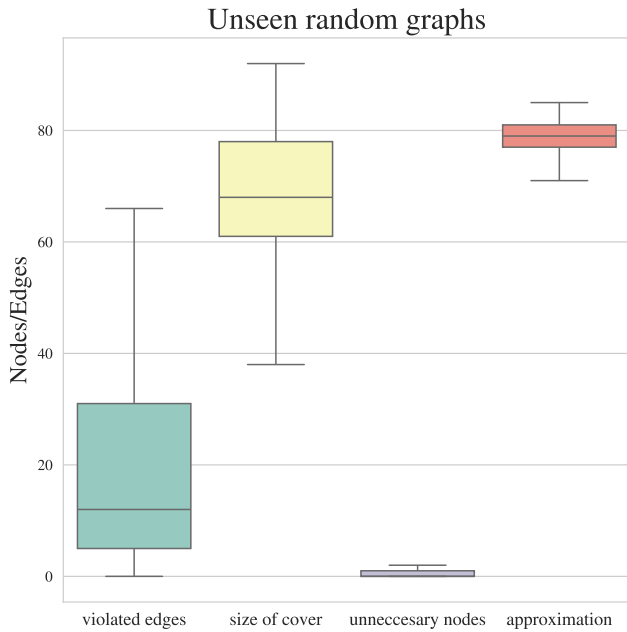 Unseen random graphs
Nodes/Edges
80
60
40
20
0
violated edges
size of cover
unneccesary nodes
approximation